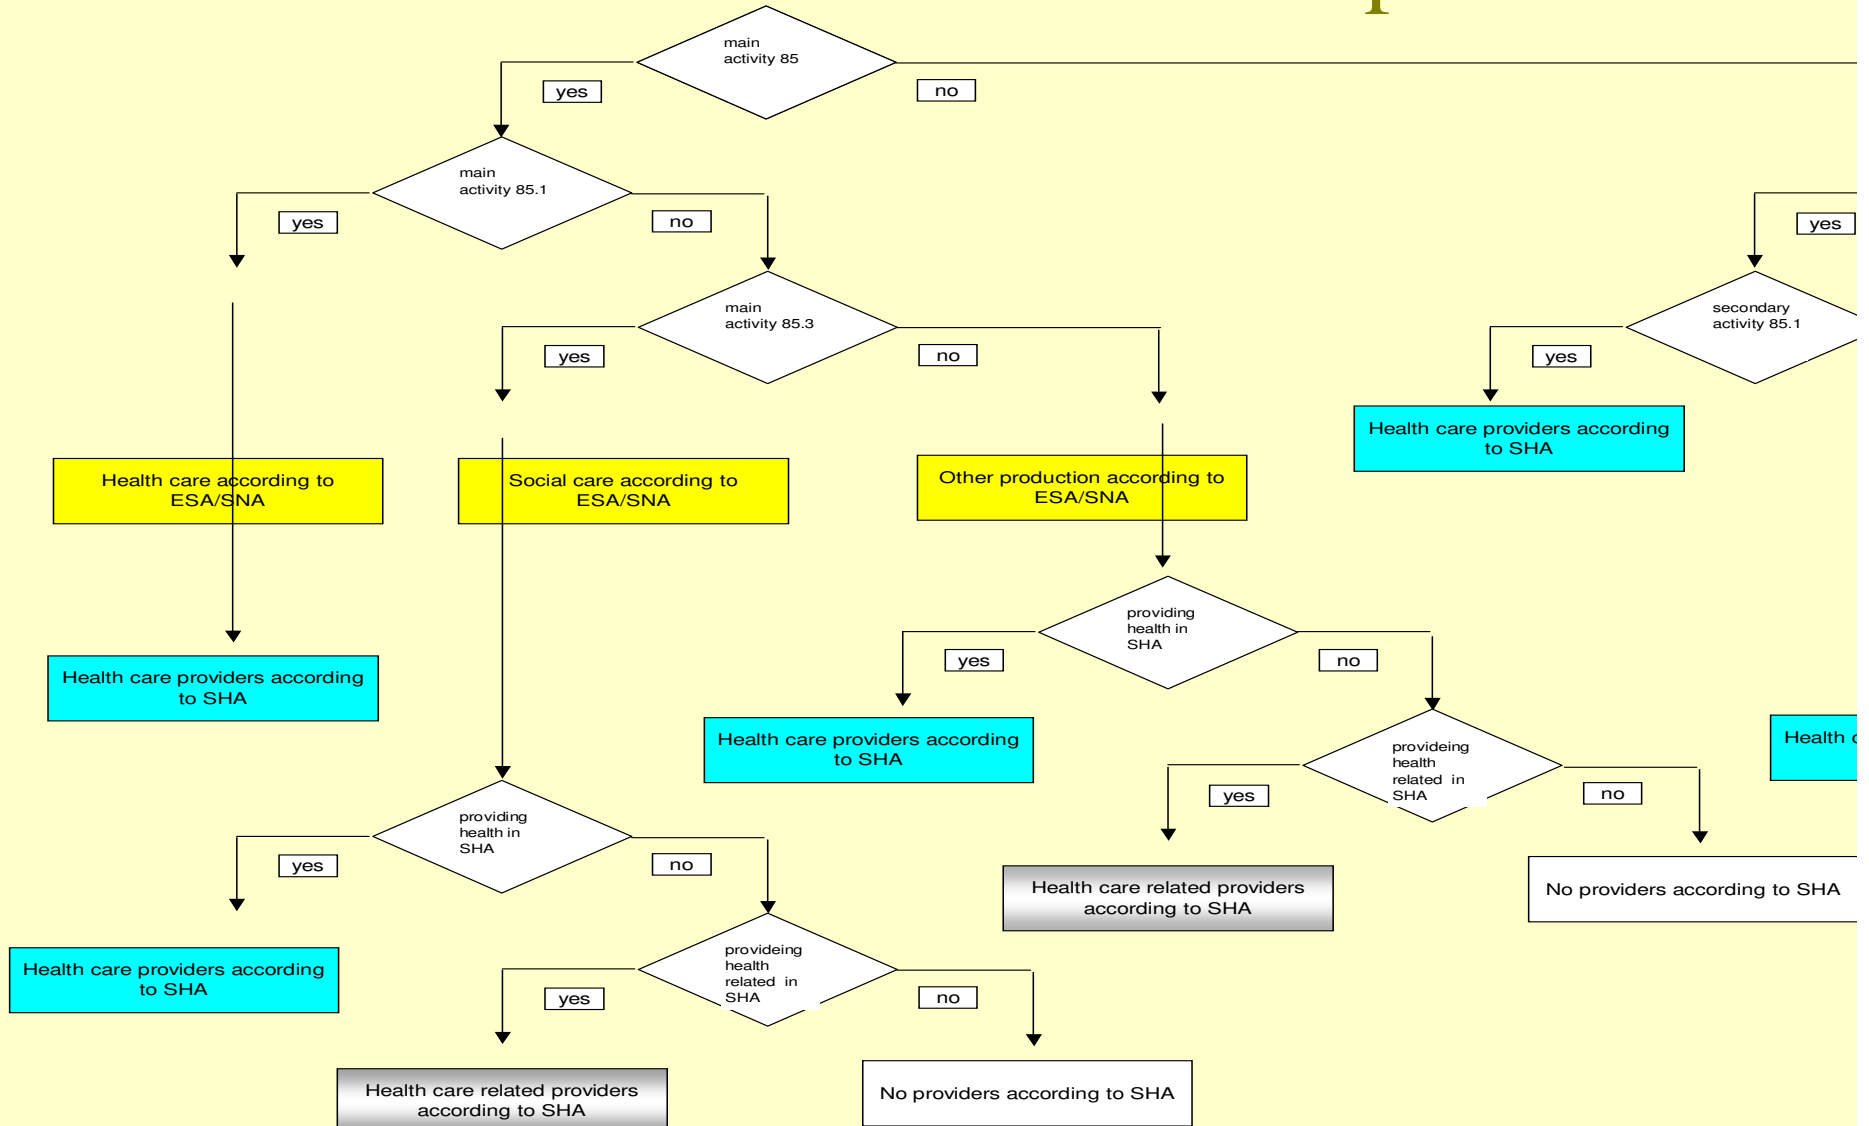 main
activity 85
yes
no
main
activity 85.1
yes
no
yes
main
activity 85.3
secondary
activity 85.1
yes
no
yes
Health care providers according
to SHA
Health care according to
ESA/SNA
Social care according to
ESA/SNA
Other production according to
ESA/SNA
providing
health in
SHA
yes
no
Health care providers according
to SHA
Health care providers according
to SHA
Health
provideing
health
related in
SHA
yes
no
providing
health in
SHA
yes
no
Health care related providers
according to SHA
No providers according to SHA
Health care providers according
to SHA
provideing
health
related in
SHA
yes
no
Health care related providers
according to SHA
No providers according to SHA